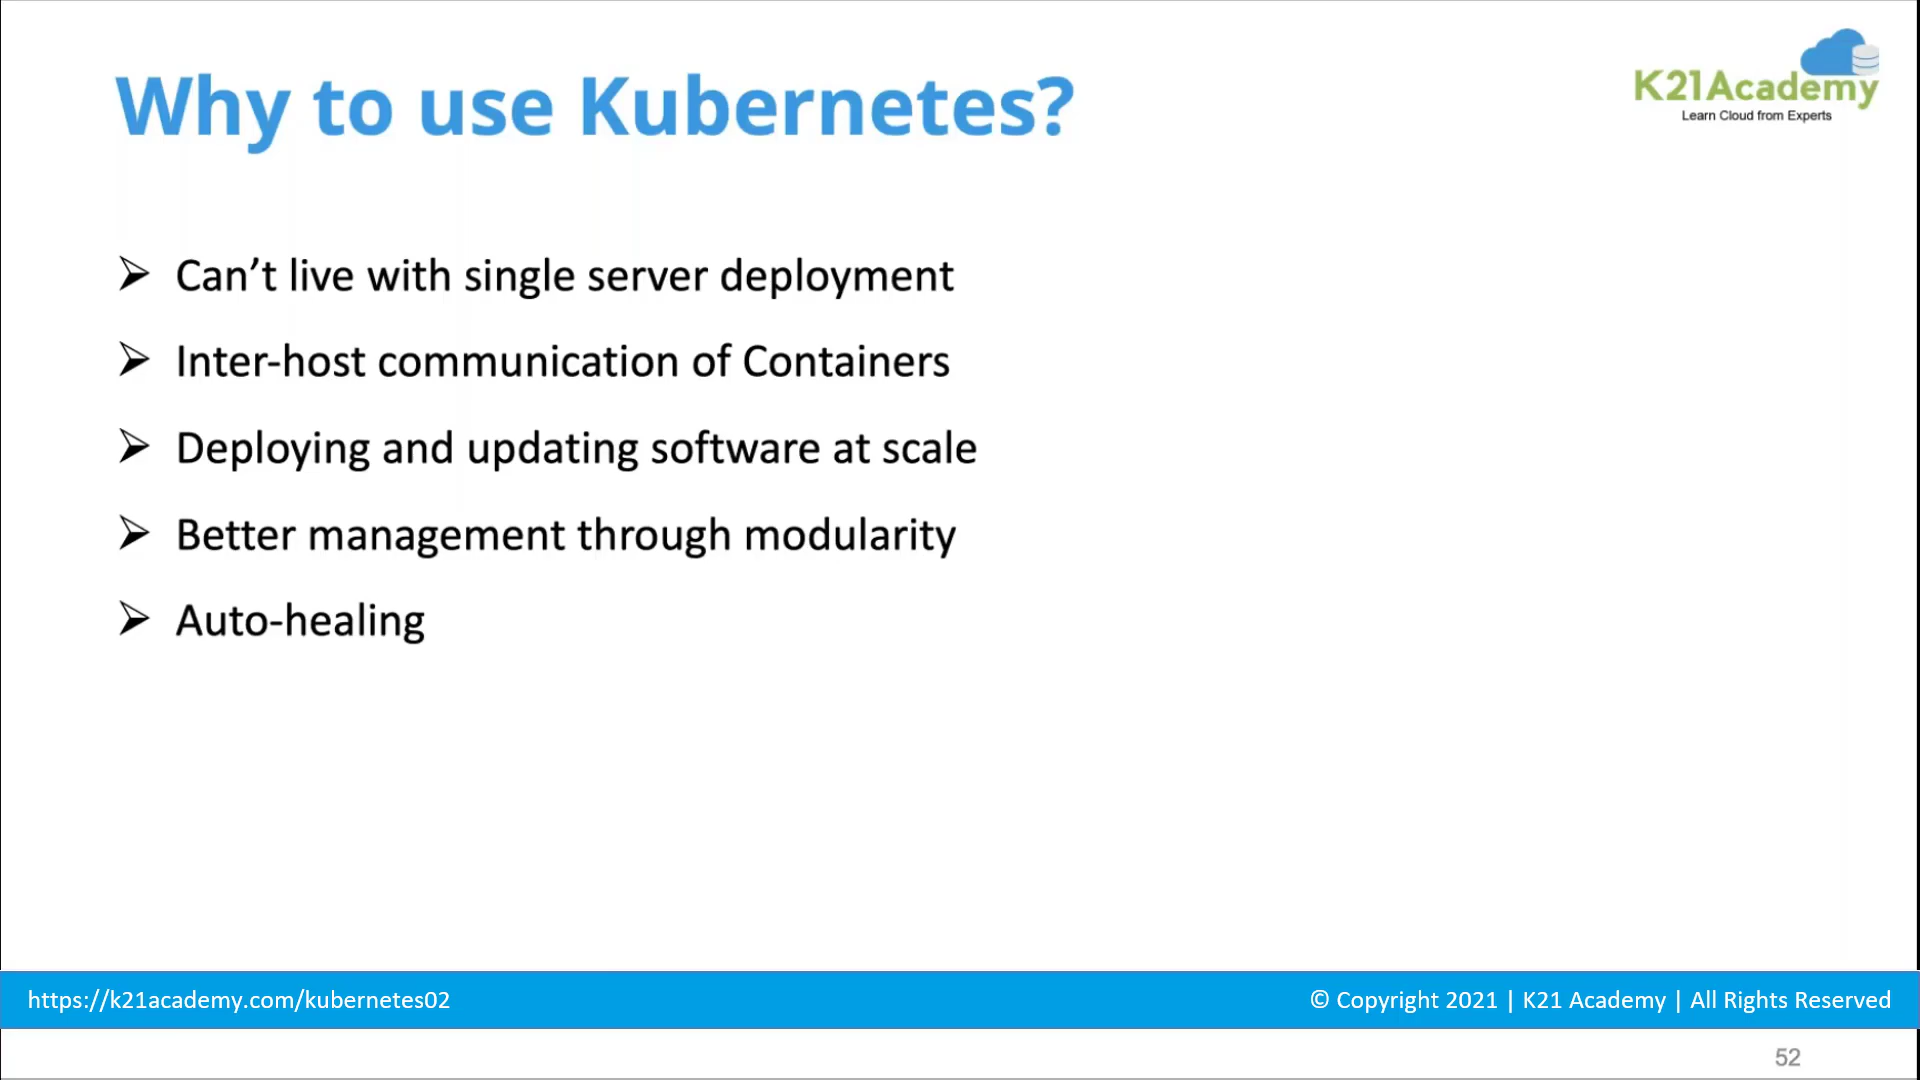 Why to use Kubernetes?
K21Academy
Learn Cloud from Experts
➢ Can’t live with single server deployment
➢ Inter-host communication of Containers
➢ Deploying and updating software at scale
➢ Better management through modularity
➢ Auto-healing
https://k21academy.com/kubernetes02
© Copyright 2021 | K21 Academy | All Rights Reserved
52